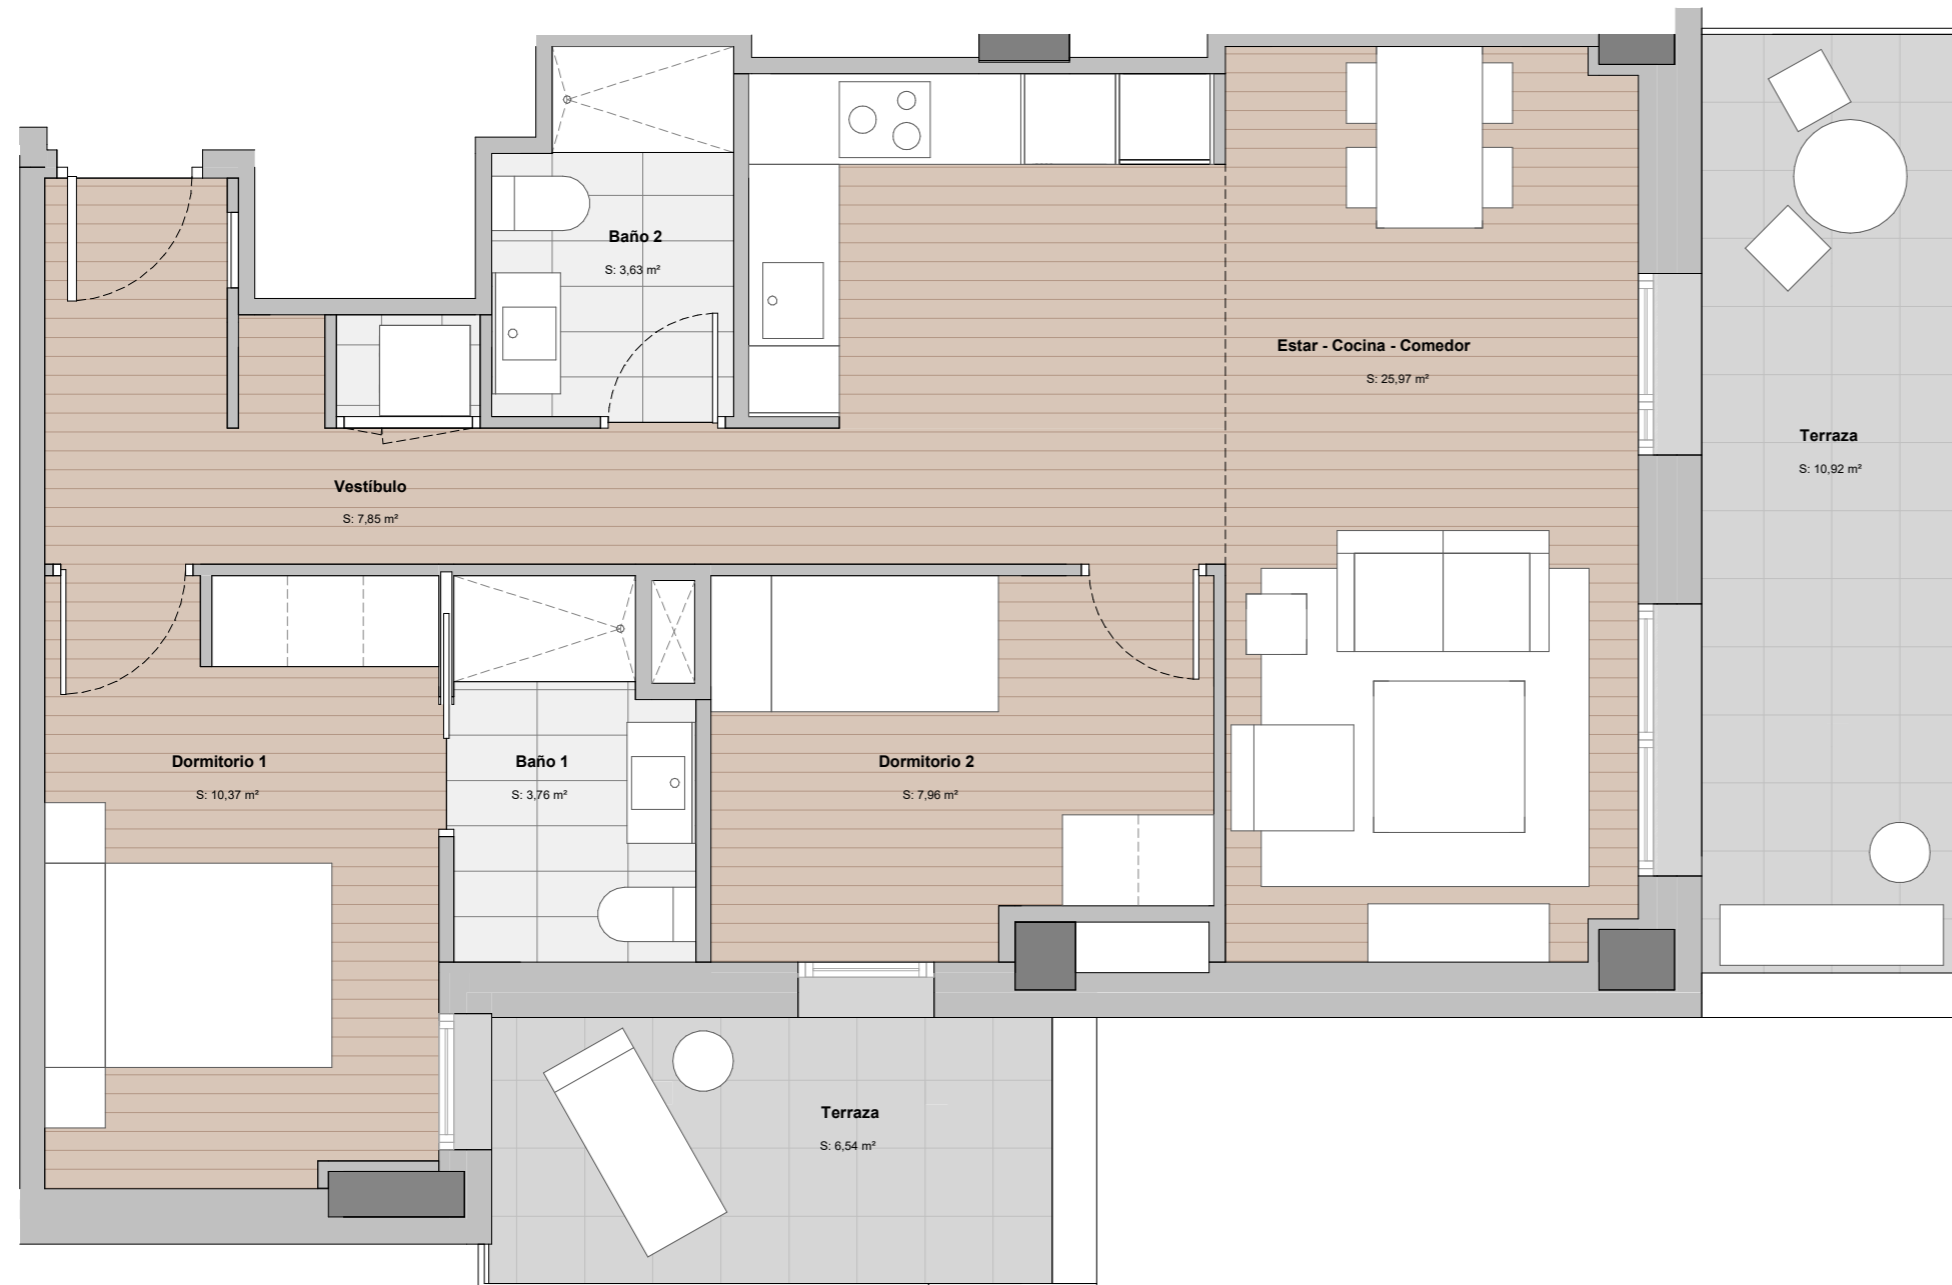 Baño 2
S: 3,63 m²
Estar - Cocina - Comedor
S: 25,97 m²
Terraza
S: 10,92 m²
Vestíbulo
S: 7,85 m²
Dormitorio 1
S: 10,37 m²
Baño 1
S: 3,76 m²
Dormitorio 2
S: 7,96 m²
Terraza
S: 6,54 m²